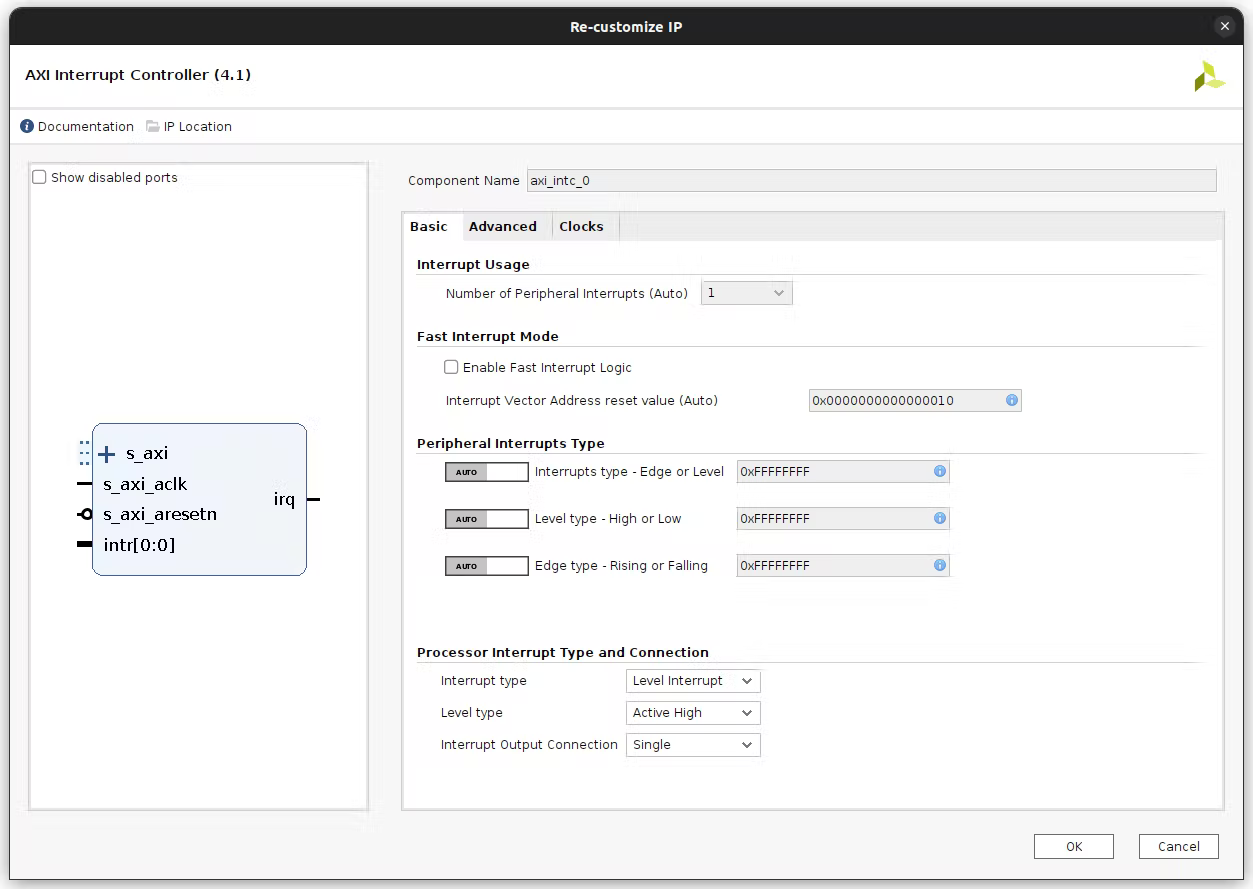 Re-customize IP
AXI Interrupt Controller (4.1)
Documentation IP Location
Show disabled ports
s_axi
s_axi_aclk
s_axi_aresetn
intr[0:0]
irq
Component Name axi_intc_0
Basic Advanced Clocks
Interrupt Usage
Number of Peripheral Interrupts (Auto) 1
Fast Interrupt Mode
Enable Fast Interrupt Logic
Interrupt Vector Address reset value (Auto) 0x0000000000000010
Peripheral Interrupts Type
AUTO Interrupts type - Edge or Level 0xFFFFFFFF
AUTO Level type - High or Low 0xFFFFFFFF
AUTO Edge type - Rising or Falling 0xFFFFFFFF
Processor Interrupt Type and Connection
Interrupt type Level Interrupt
Level type Active High
Interrupt Output Connection Single
OK Cancel